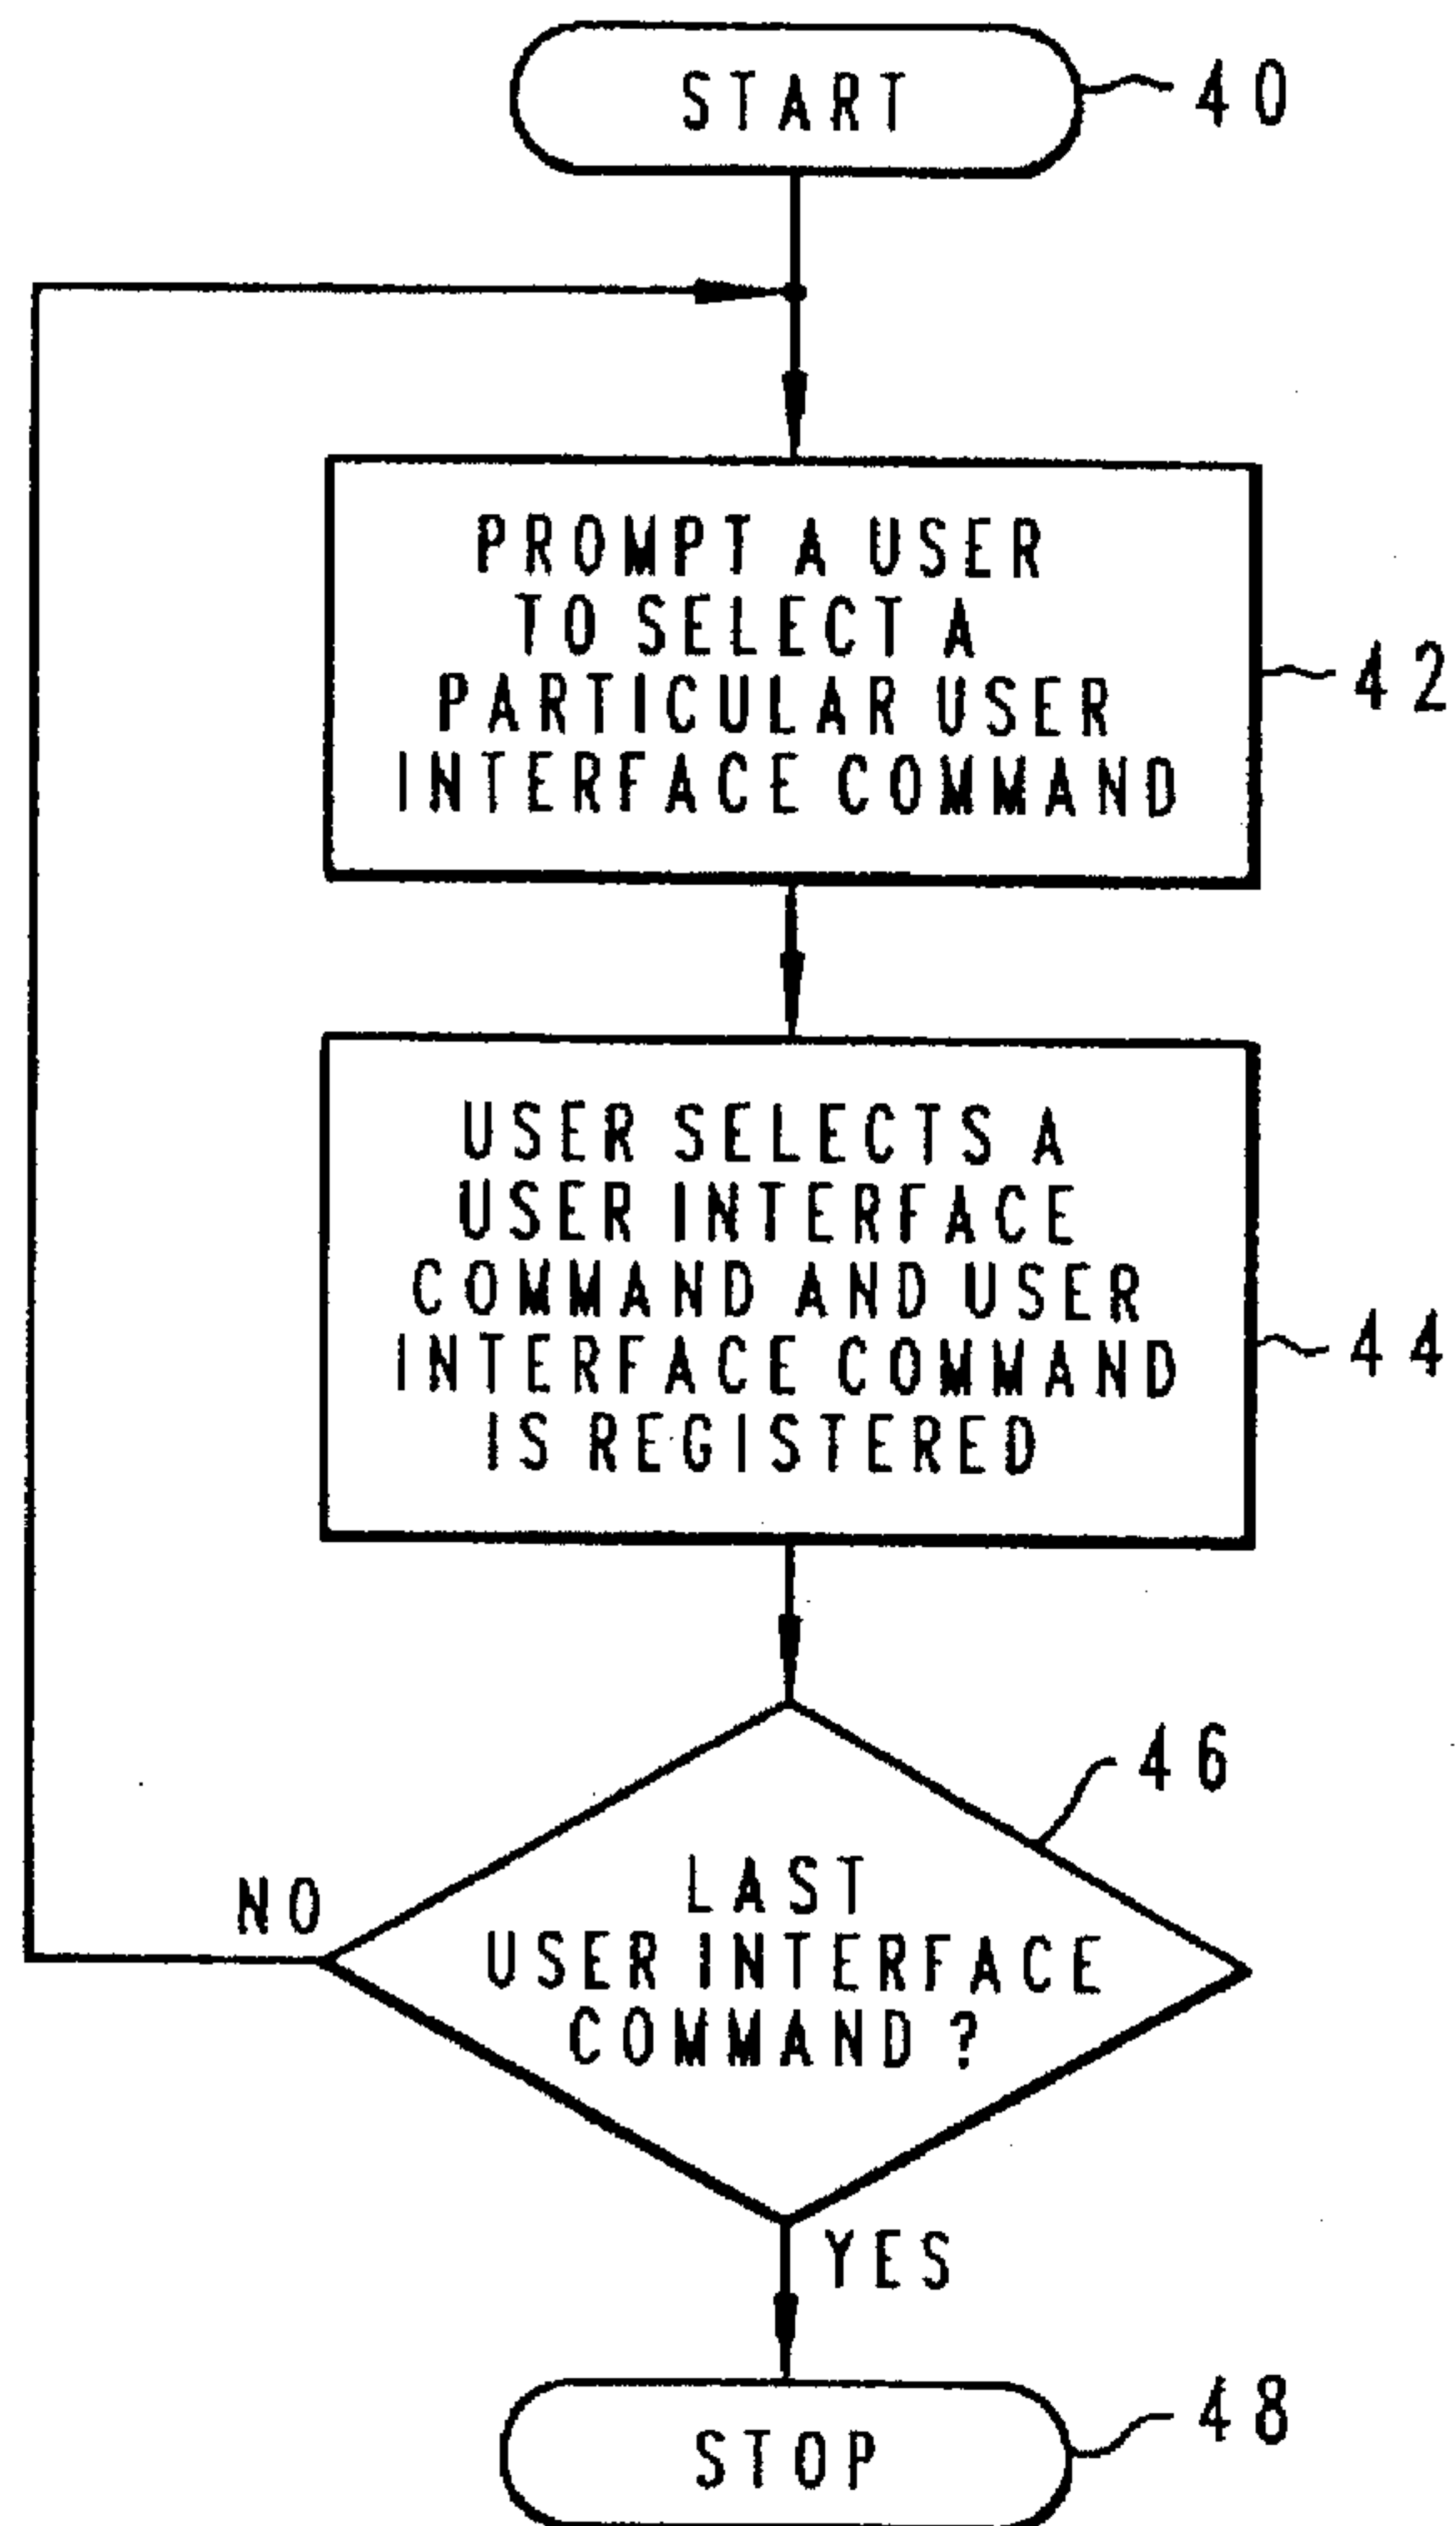 START
40
PROMPT A USER
TO SELECT A
PARTICULAR USER
INTERFACE COMMAND
42
USER SELECTS A
USER INTERFACE
COMMAND AND USER
INTERFACE COMMAND
IS REGISTERED
44
46
LAST
USER INTERFACE
COMMAND?
NO
YES
STOP
48